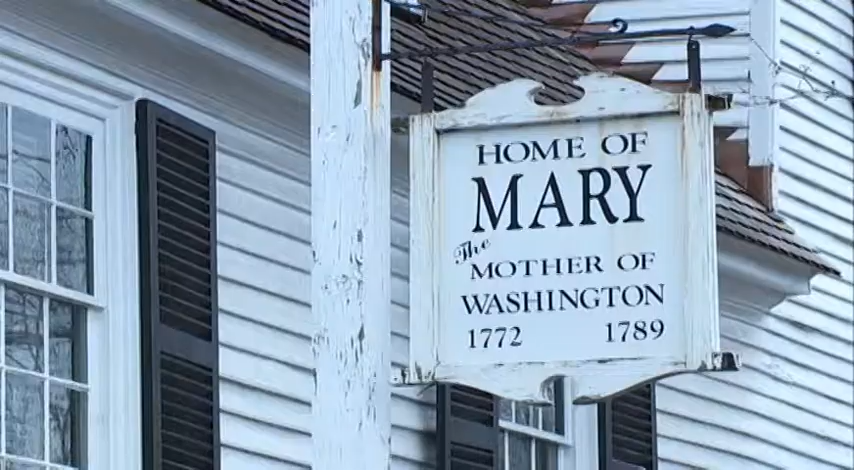 HOME OF
MARY
The
MOTHER OF
WASHINGTON
1772 1789